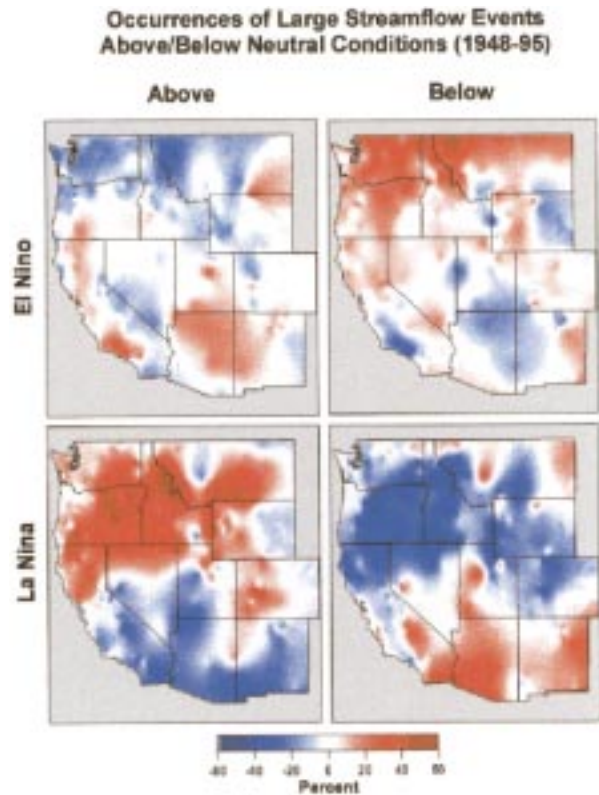 Occurrences of Large Streamflow Events
Above/Below Neutral Conditions (1948-95)
Above
Below
El Nino
La Nina
-60 -40 -20 0 20 40 60
Percent